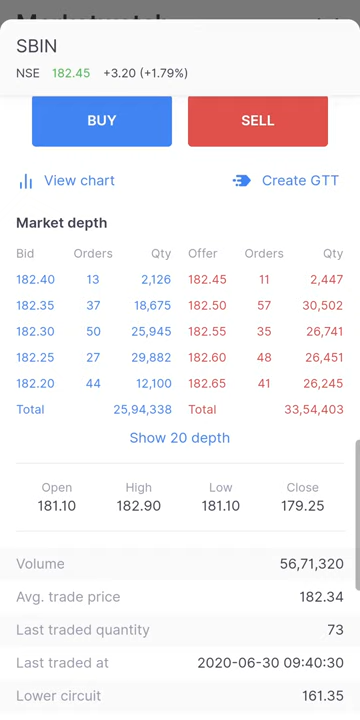 SBIN
NSE 182.45 +3.20 (+1.79%)
BUY SELL
View chart Create GTT
Market depth
Bid Orders Qty Offer Orders Qty
182.40 13 2,126 182.45 11 2,447
182.35 37 18,675 182.50 57 30,502
182.30 50 25,945 182.55 35 26,741
182.25 27 29,882 182.60 48 26,451
182.20 44 12,100 182.65 41 26,245
Total 25,94,338 Total 33,54,403
Show 20 depth
Open High Low Close
181.10 182.90 181.10 179.25
Volume 56,71,320
Avg. trade price 182.34
Last traded quantity 73
Last traded at 2020-06-30 09:40:30
Lower circuit 161.35